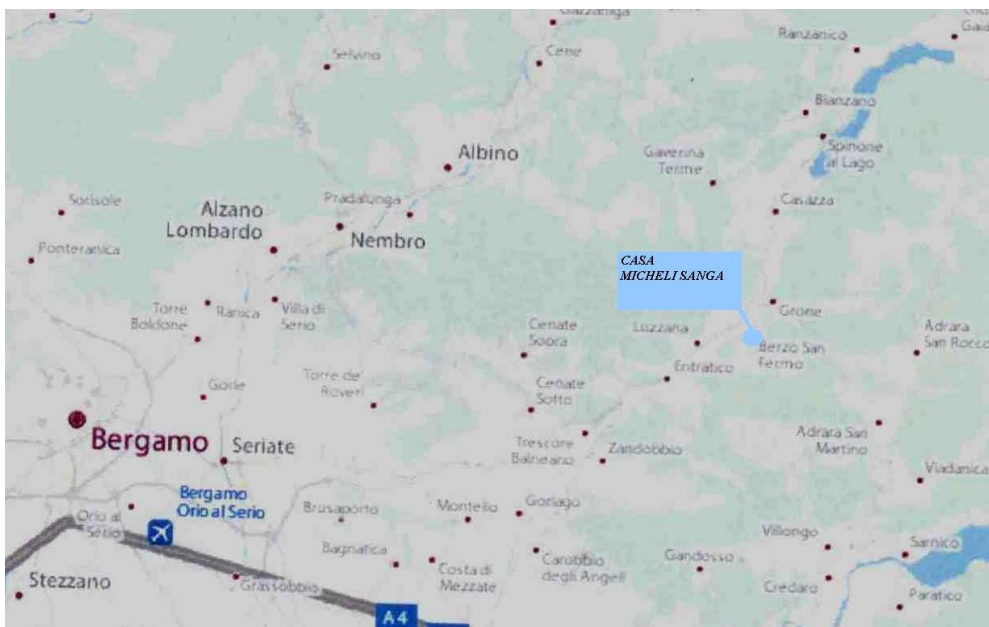 Gazzaniga
Selvino
Cene
Ranzanico
Bianzano
Spinone
al Lago
Gaverina
Terme
Casazza
Albino
Pradalunga
Sorisole
Alzano
Lombardo
Nembro
Ponteranica
CASA
MICHELI SANGA
Torre
Boldone
Ranica
Villa di
Serio
Grone
Cenate
Sopra
Luzzana
Berzo San
Fermo
Adrara
San Rocco
Entratico
Gorle
Torre de'
Roveri
Cenate
Sotto
Bergamo
Seriate
Trescore
Balneario
Zandobbio
Adrara San
Martino
Viadanica
Bergamo
Orio al Serio
Orio al
Serio
Brusaporto
Montello
Gorlago
Villongo
Sarnico
Bagnatica
Costa di
Mezzate
Carobbio
degli Angeli
Gandosso
Credaro
Paratico
Stezzano
Grassobbio
A4